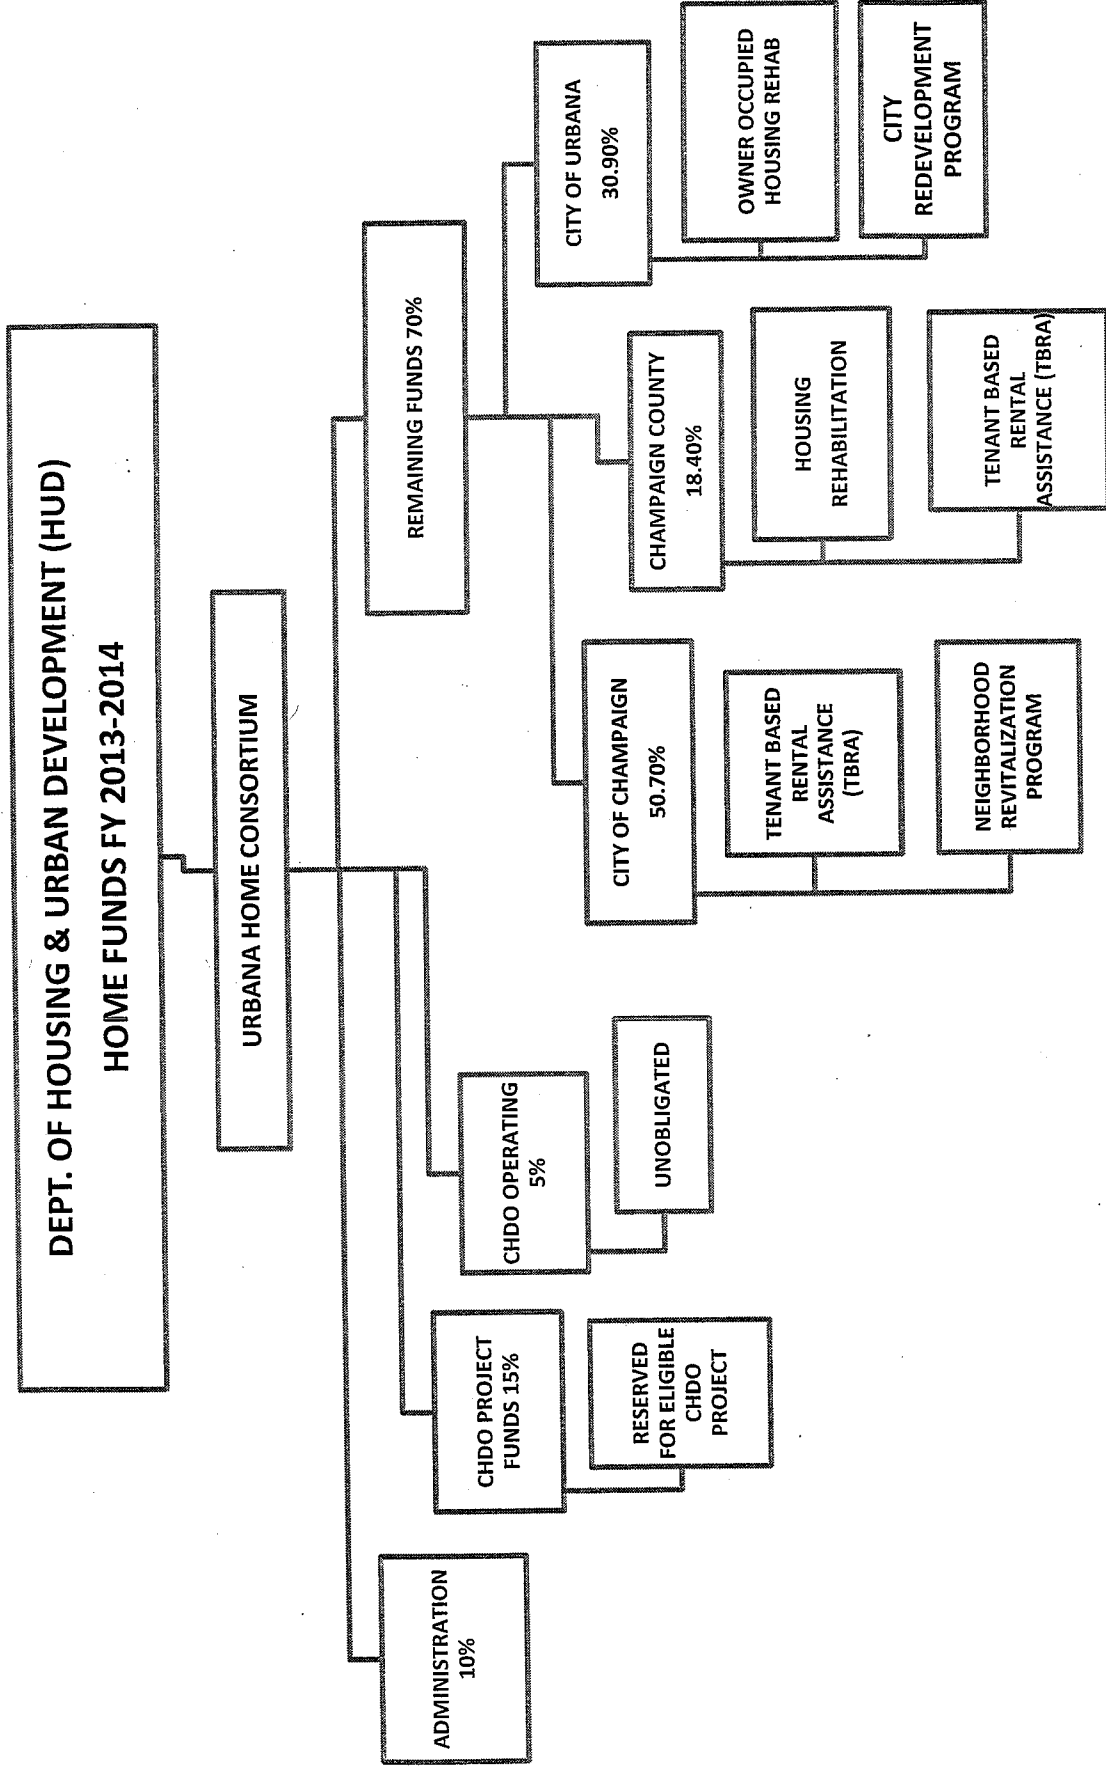 DEPT. OF HOUSING & URBAN DEVELOPMENT (HUD)
HOME FUNDS FY 2013-2014
URBANA HOME CONSORTIUM
ADMINISTRATION
10%
CHDO PROJECT
FUNDS 15%
RESERVED
FOR ELIGIBLE
CHDO
PROJECT
CHDO OPERATING
5%
UNOBLIGATED
REMAINING FUNDS 70%
CITY OF CHAMPAIGN
50.70%
TENANT BASED
RENTAL
ASSISTANCE
(TBRA)
NEIGHBORHOOD
REVITALIZATION
PROGRAM
CHAMPAIGN COUNTY
18.40%
HOUSING
REHABILITATION
TENANT BASED
RENTAL
ASSISTANCE (TBRA)
CITY OF URBANA
30.90%
OWNER OCCUPIED
HOUSING REHAB
CITY
REDEVELOPMENT
PROGRAM